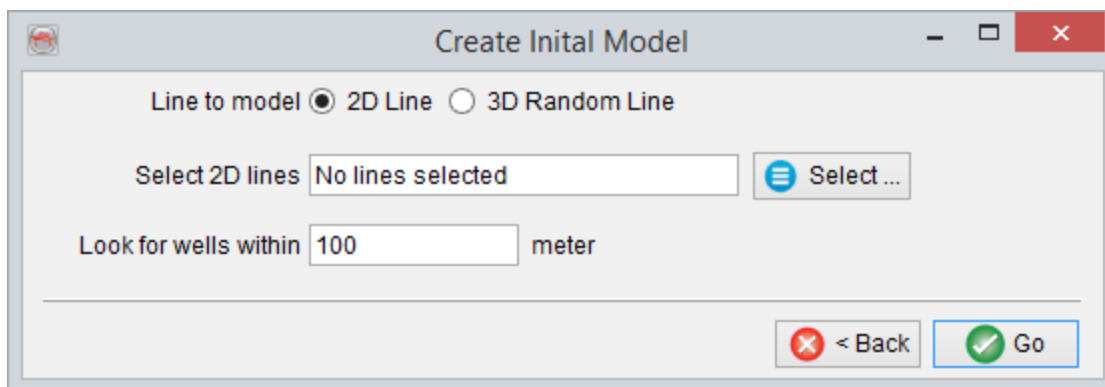 Create Inital Model
Line to model 2D Line 3D Random Line
Select 2D lines No lines selected Select ...
Look for wells within 100 meter
< Back Go